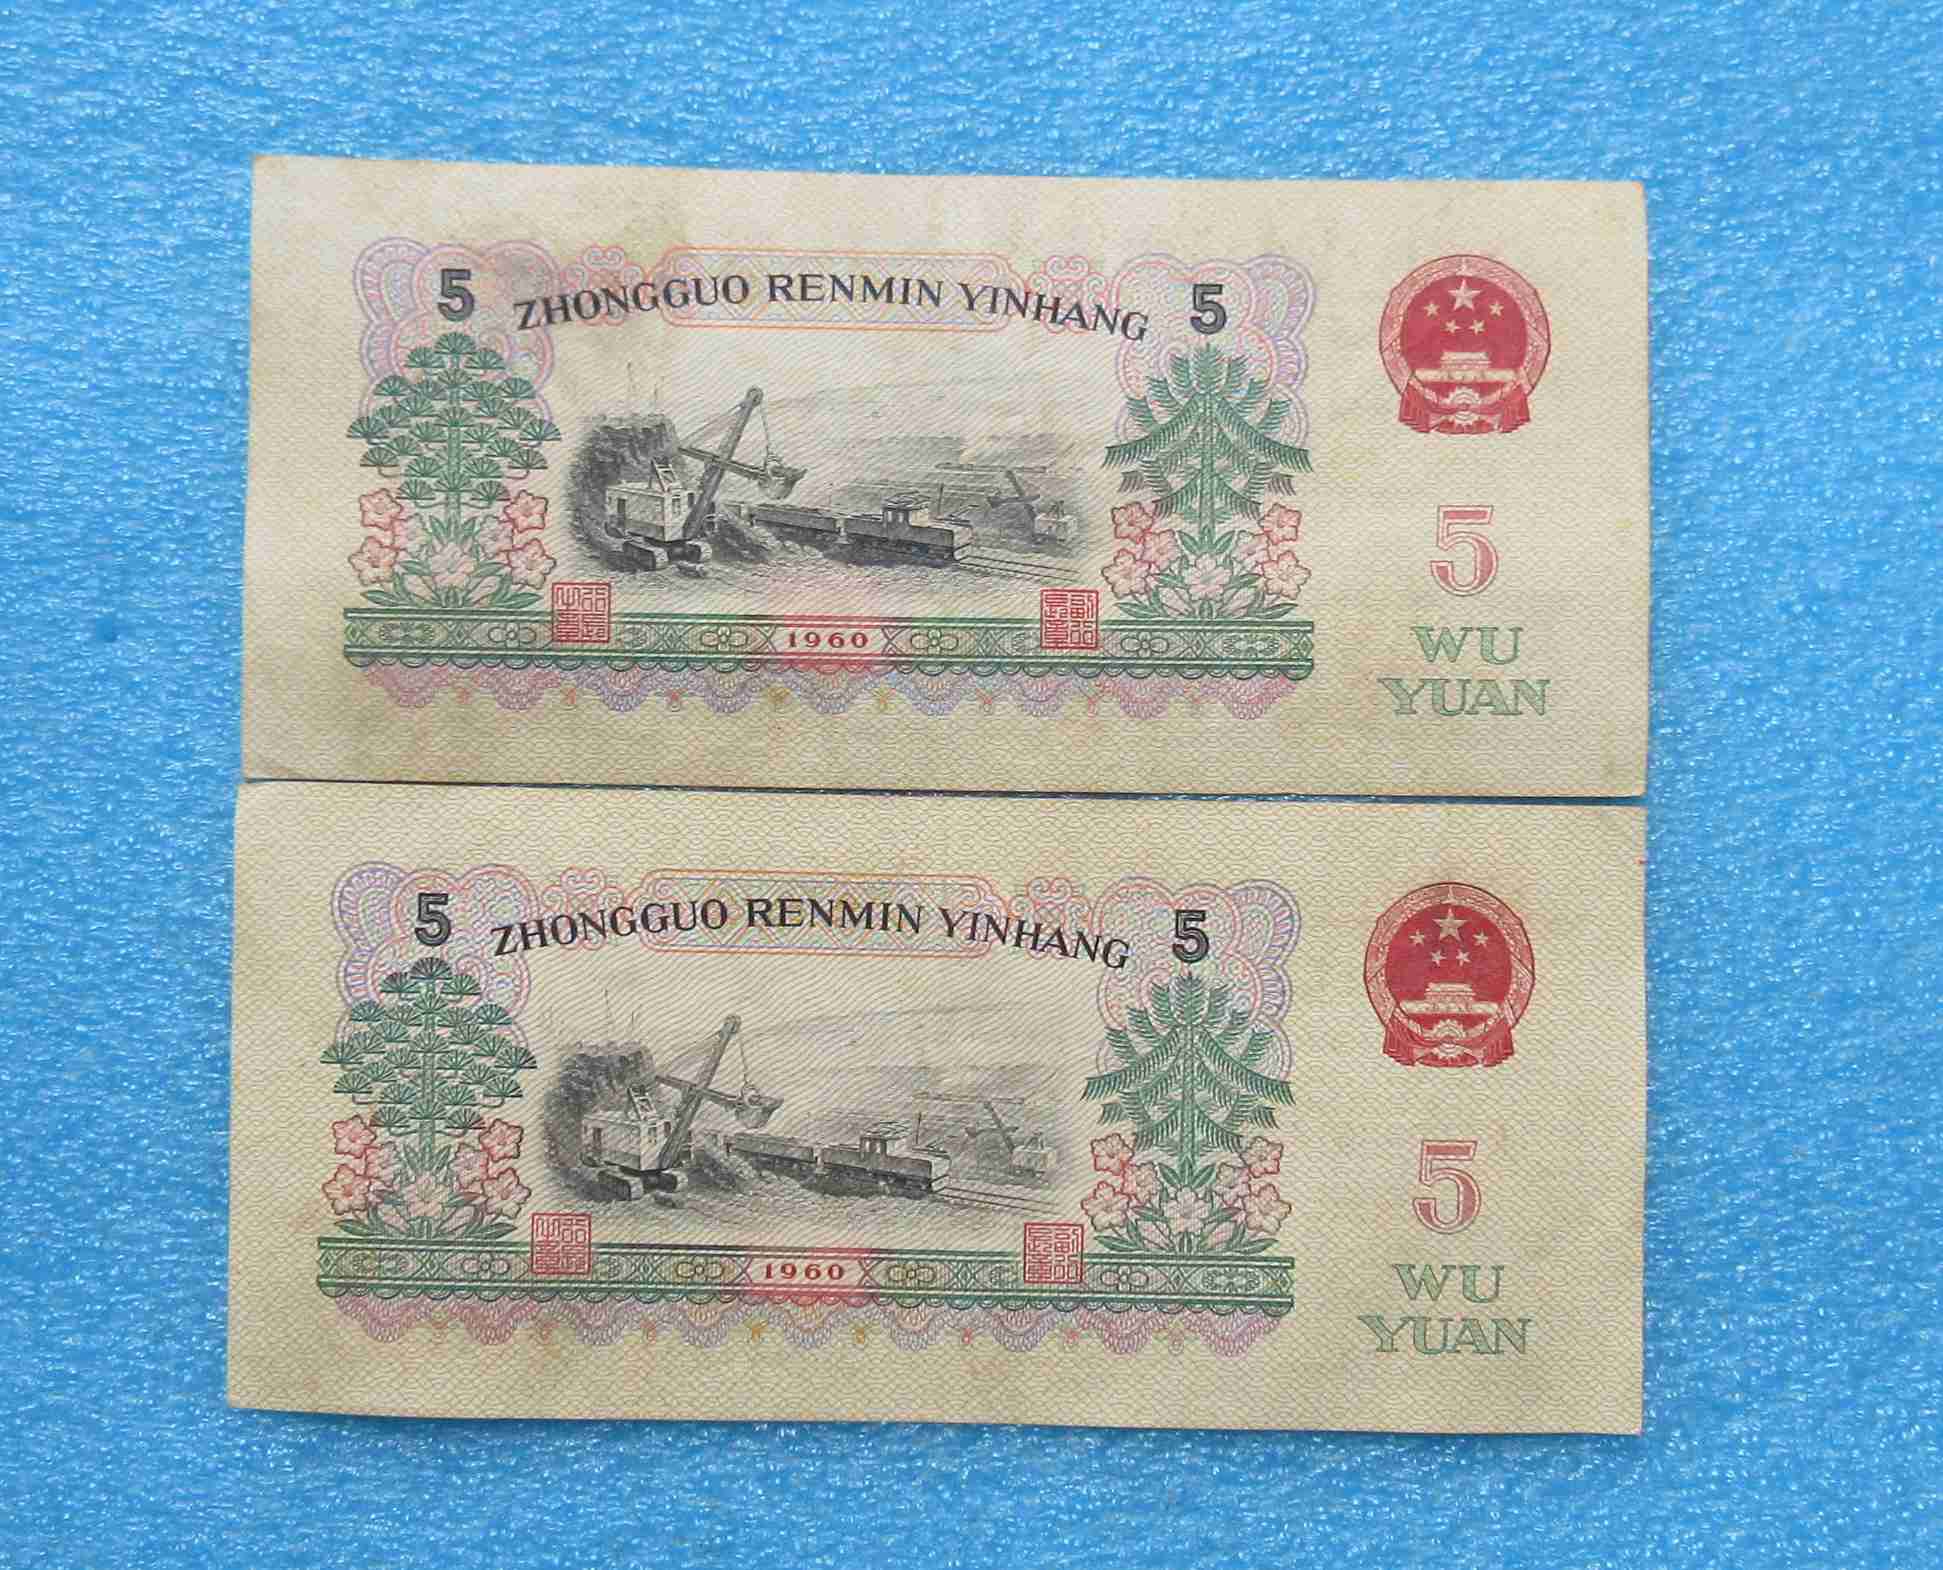 5 ZHONGGUO RENMIN YINHANG 5
5
1960
WU
YUAN
5 ZHONGGUO RENMIN YINHANG 5
5
1960
WU
YUAN